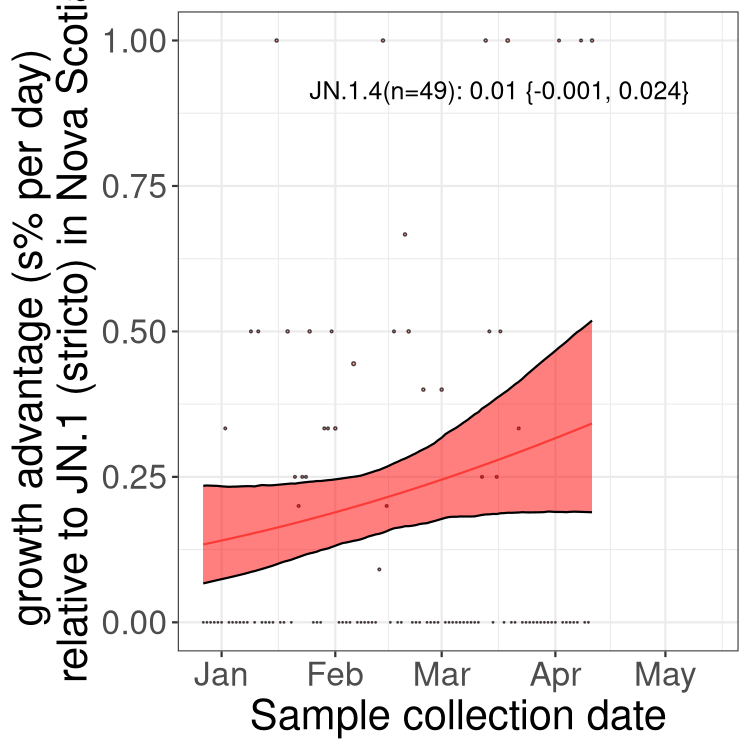 growth advantage (s% per day)
relative to JN.1 (stricto) in Nova Scotia
1.00
0.75
0.50
0.25
0.00
JN.1.4(n=49): 0.01 {-0.001, 0.024}
Jan Feb Mar Apr May
Sample collection date